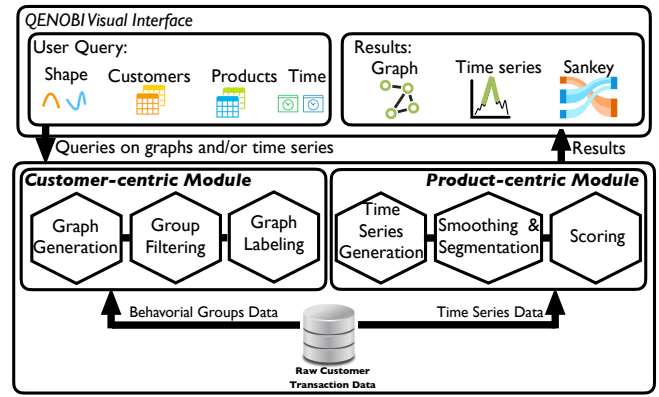 QENOBI Visual Interface
User Query:
Shape
Customers
Products
Time
Results:
Graph
Time series
Sankey
Queries on graphs and/or time series
Results
Customer-centric Module
Graph
Generation
Group
Filtering
Graph
Labeling
Product-centric Module
Time
Series
Generation
Smoothing &
Segmentation
Scoring
Behavorial Groups Data
Time Series Data
Raw Customer
Transaction Data